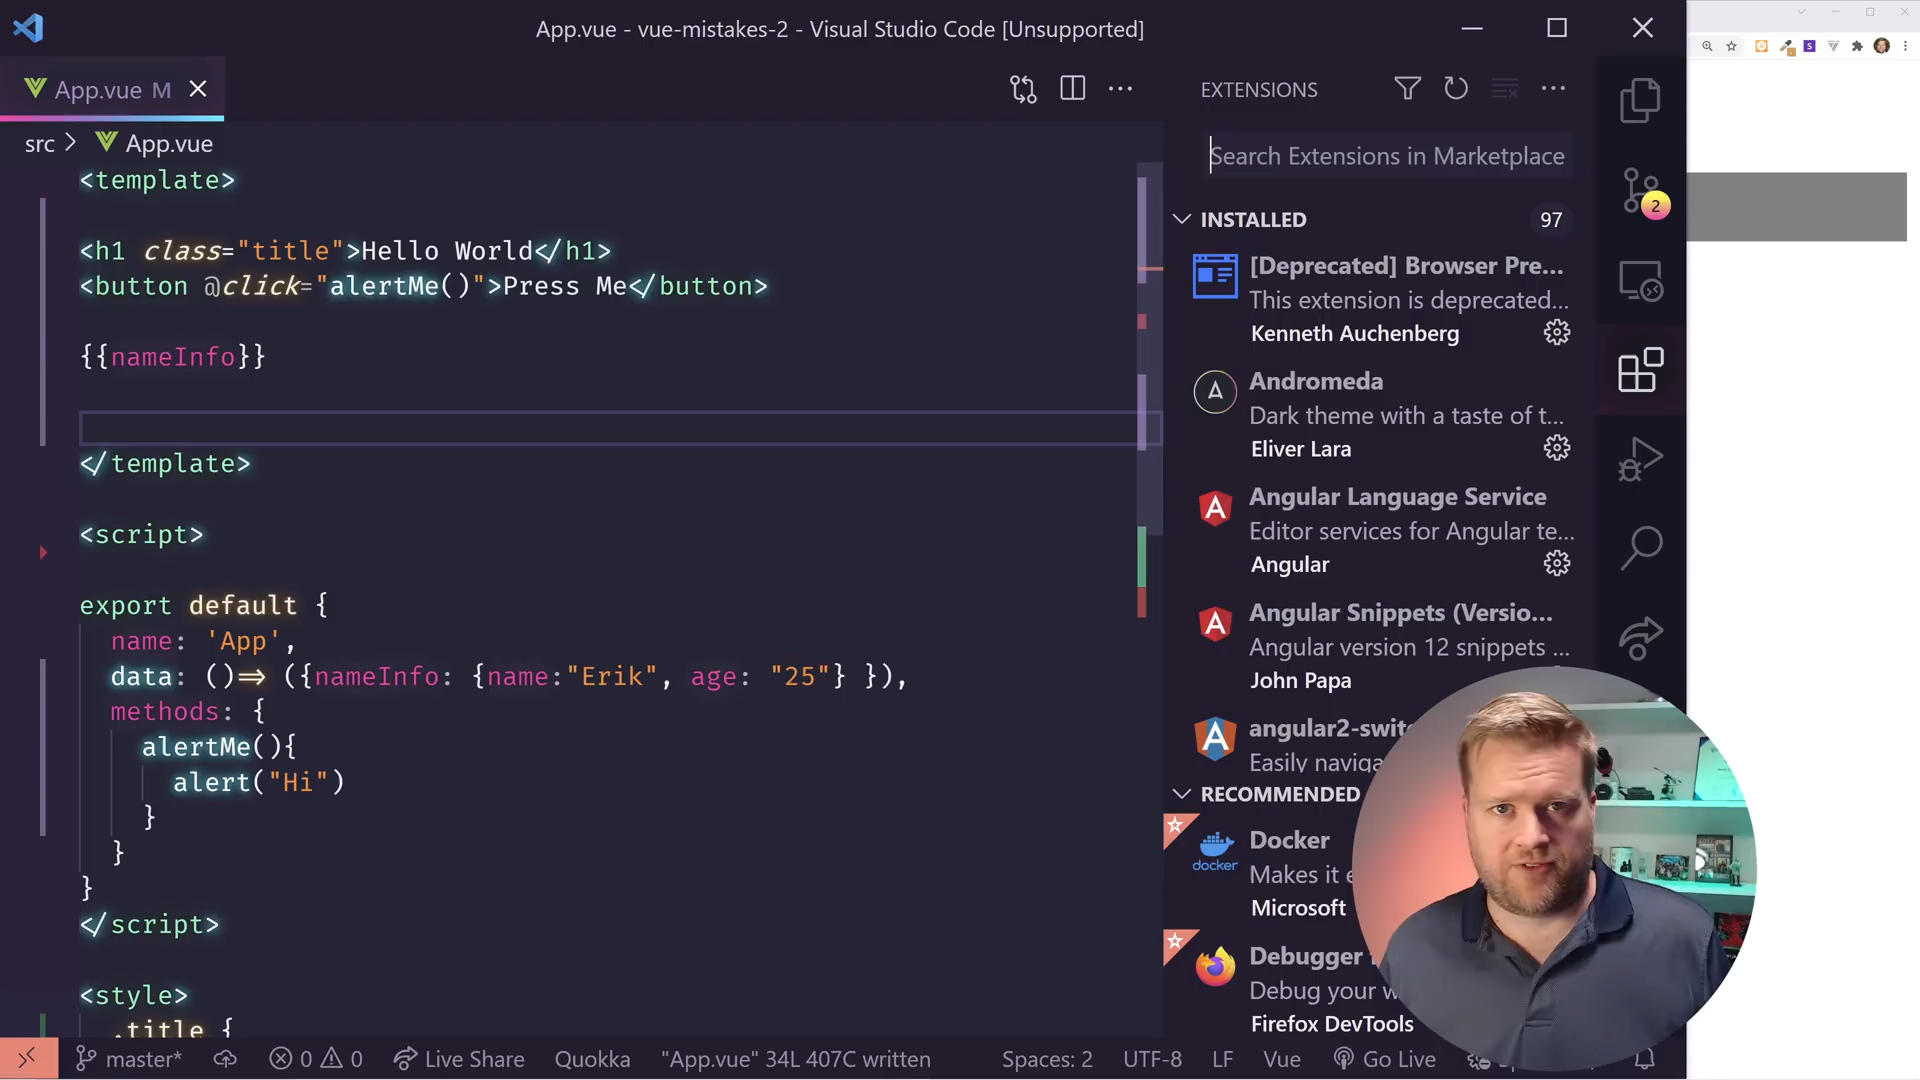 App.vue - vue-mistakes-2 - Visual Studio Code [Unsupported]
App.vue M
src > App.vue
<template>
<h1 class="title">Hello World</h1>
<button @click="alertMe()">Press Me</button>
{{nameInfo}}
</template>
<script>
export default {
name: 'App',
data: ()=> ({nameInfo: {name:"Erik", age: "25"} }),
methods: {
alertMe(){
alert("Hi")
}
}
}
</script>
<style>
.title {
EXTENSIONS
Search Extensions in Marketplace
INSTALLED 97
[Deprecated] Browser Pre...
This extension is deprecated...
Kenneth Auchenberg
A
Andromeda
Dark theme with a taste of t...
Eliver Lara
A
Angular Language Service
Editor services for Angular te...
Angular
A
Angular Snippets (Versio...
Angular version 12 snippets ...
John Papa
A
angular2-swit
Easily naviga
RECOMMENDED
docker
Docker
Makes it
Microsoft
Debugger
Debug your
Firefox DevTools
2
S
master* 0 0 Live Share Quokka "App.vue" 34L 407C written Spaces: 2 UTF-8 LF Vue Go Live